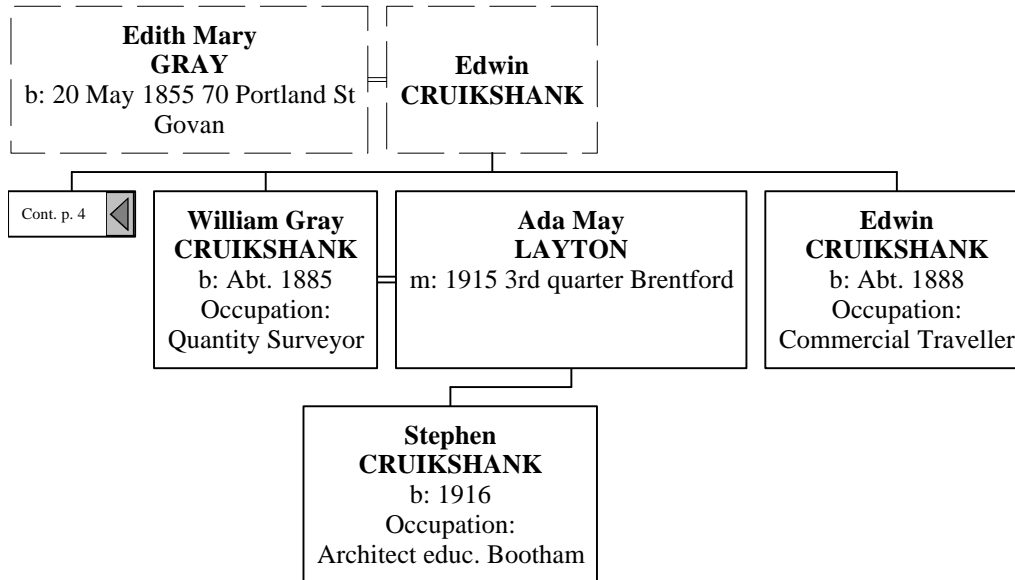 Edith Mary
GRAY
b: 20 May 1855 70 Portland St
Govan
Edwin
CRUIKSHANK
Cont. p. 4
William Gray
CRUIKSHANK
b: Abt. 1885
Occupation:
Quantity Surveyor
Ada May
LAYTON
m: 1915 3rd quarter Brentford
Edwin
CRUIKSHANK
b: Abt. 1888
Occupation:
Commercial Traveller
Stephen
CRUIKSHANK
b: 1916
Occupation:
Architect educ. Bootham